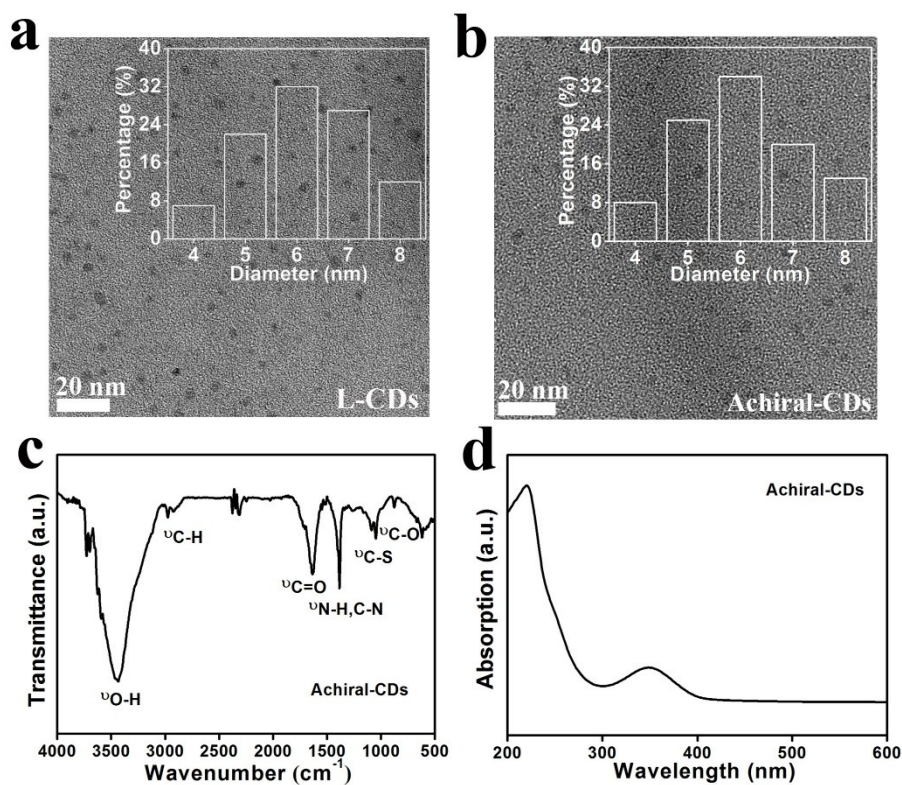 a
40
32
24
16
8
0
Percentage (%)
4 5 6 7 8
Diameter (nm)
20 nm
L-CDs
b
40
32
24
16
8
0
Percentage (%)
4 5 6 7 8
Diameter (nm)
20 nm
Achiral-CDs
c
Transmittance (a.u.)
υC-H
υC-O
υC-S
υC=O
υN-H,C-N
υO-H
Achiral-CDs
4000 3500 3000 2500 2000 1500 1000 500
Wavenumber (cm⁻¹)
d
Absorption (a.u.)
Achiral-CDs
200 300 400 500 600
Wavelength (nm)